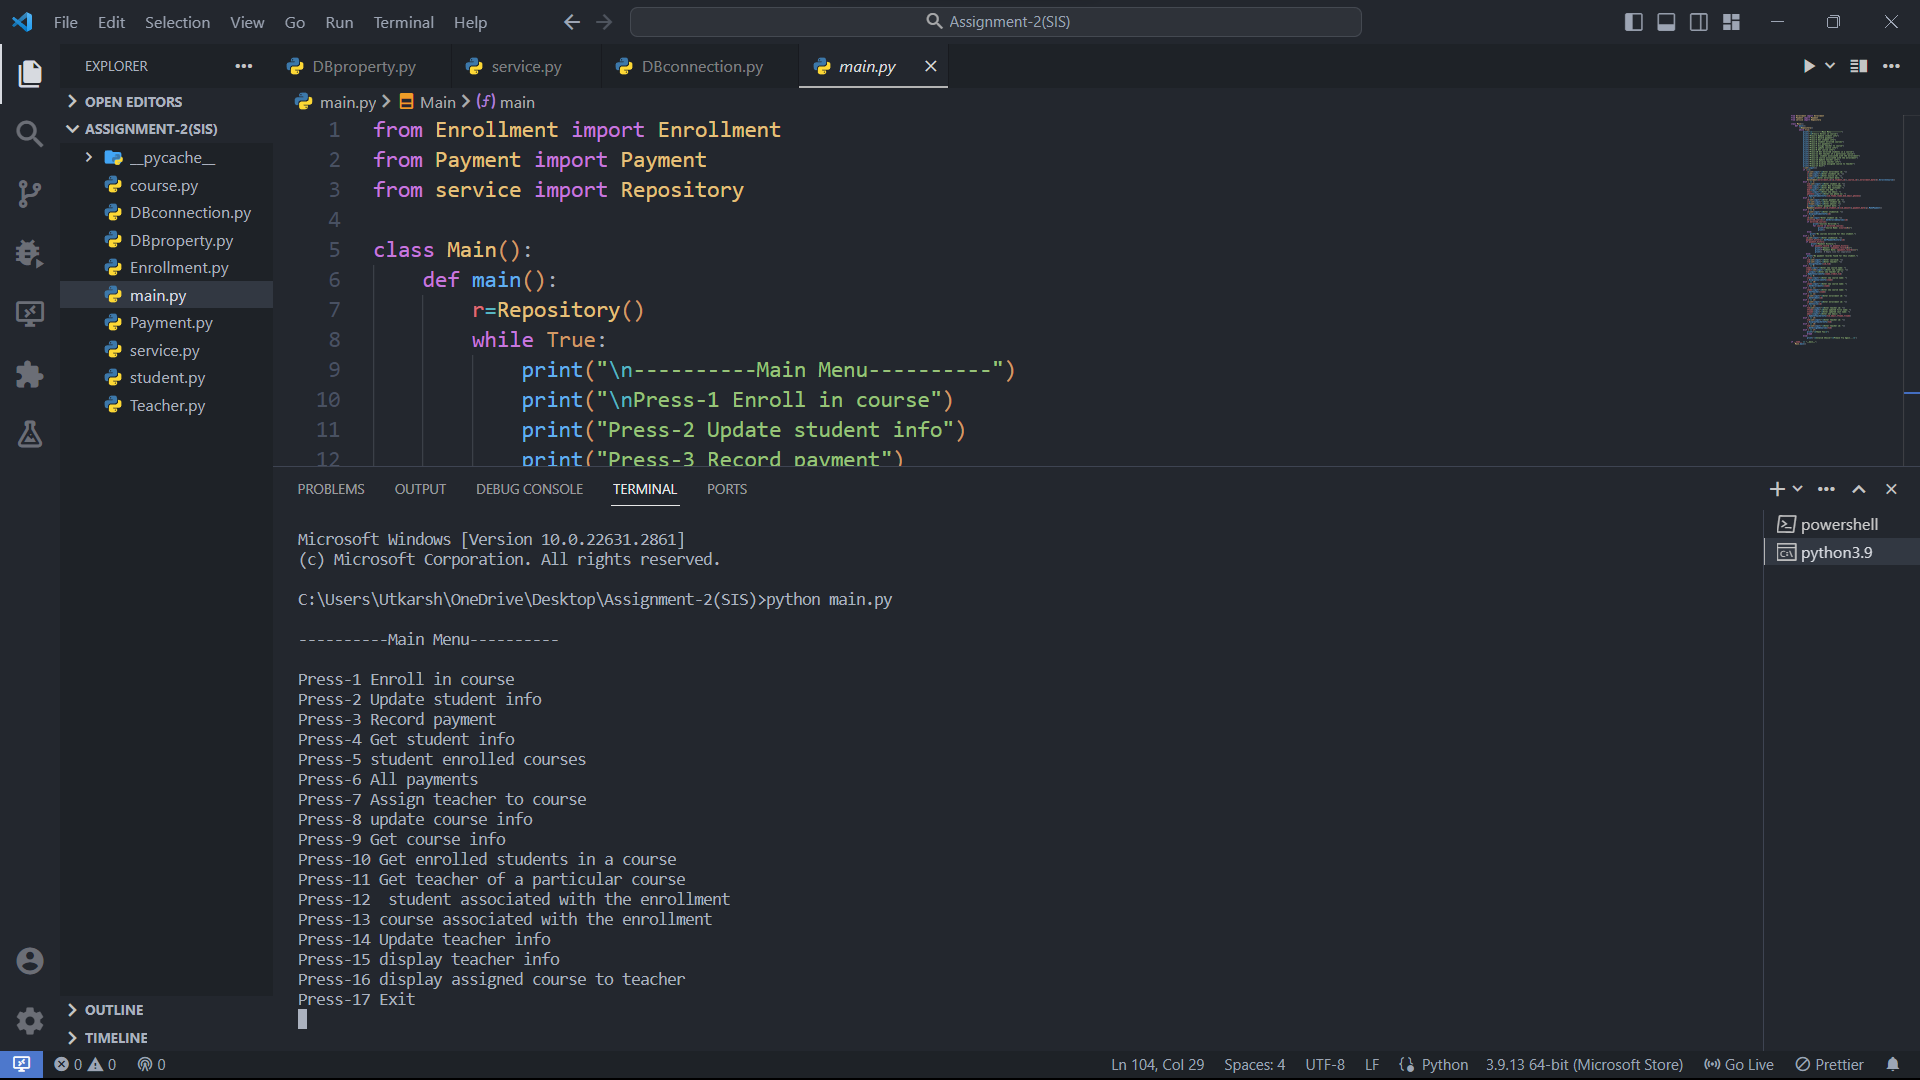 File Edit Selection View Go Run Terminal Help
Assignment-2(SIS)
EXPLORER
DBproperty.py
service.py
DBconnection.py
main.py
OPEN EDITORS
ASSIGNMENT-2(SIS)
__pycache__
course.py
DBconnection.py
DBproperty.py
Enrollment.py
main.py
Payment.py
service.py
student.py
Teacher.py
OUTLINE
TIMELINE
main.py > Main > main
1 from Enrollment import Enrollment
2 from Payment import Payment
3 from service import Repository
4
5 class Main():
6 def main():
7 r=Repository()
8 while True:
9 print("\n----------Main Menu----------")
10 print("\nPress-1 Enroll in course")
11 print("Press-2 Update student info")
12 print("Press-3 Record payment")
PROBLEMS OUTPUT DEBUG CONSOLE TERMINAL PORTS
powershell
python3.9
Microsoft Windows [Version 10.0.22631.2861]
(c) Microsoft Corporation. All rights reserved.
C:\Users\Utkarsh\OneDrive\Desktop\Assignment-2(SIS)>python main.py
----------Main Menu----------
Press-1 Enroll in course
Press-2 Update student info
Press-3 Record payment
Press-4 Get student info
Press-5 student enrolled courses
Press-6 All payments
Press-7 Assign teacher to course
Press-8 update course info
Press-9 Get course info
Press-10 Get enrolled students in a course
Press-11 Get teacher of a particular course
Press-12  student associated with the enrollment
Press-13 course associated with the enrollment
Press-14 Update teacher info
Press-15 display teacher info
Press-16 display assigned course to teacher
Press-17 Exit
0 0 0 Ln 104, Col 29 Spaces: 4 UTF-8 LF Python 3.9.13 64-bit (Microsoft Store) Go Live Prettier